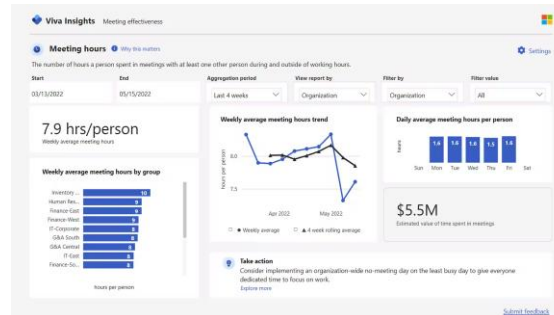 Viva Insights Meeting effectiveness
Meeting hours Why this matters
Settings
The number of hours a person spent in meetings with at least one other person during and outside of working hours.
Start End Aggregation period View report by Filter by Filter value
03/13/2022 05/15/2022 Last 4 weeks Organization Organization All
7.9 hrs/person
Weekly average meeting hours
Weekly average meeting hours by group
Inventory ... 10
Human Res... 9
Finance-East 9
Finance-West 9
IT-Corporate 8
G&A South 8
G&A Central 8
IT-East 8
Finance-So... 8
hours per person
Weekly average meeting hours trend
hours per person
8.0
7.5
Apr 2022 May 2022
Weekly average 4 week rolling average
Daily average meeting hours per person
hours
1.6 1.6 1.6 1.5 1.6
Sun Mon Tue Wed Thu Fri Sat
$5.5M
Estimated value of time spent in meetings
Take action
Consider implementing an organization-wide no-meeting day on the least busy day to give everyone
dedicated time to focus on work.
Explore more
Submit feedback